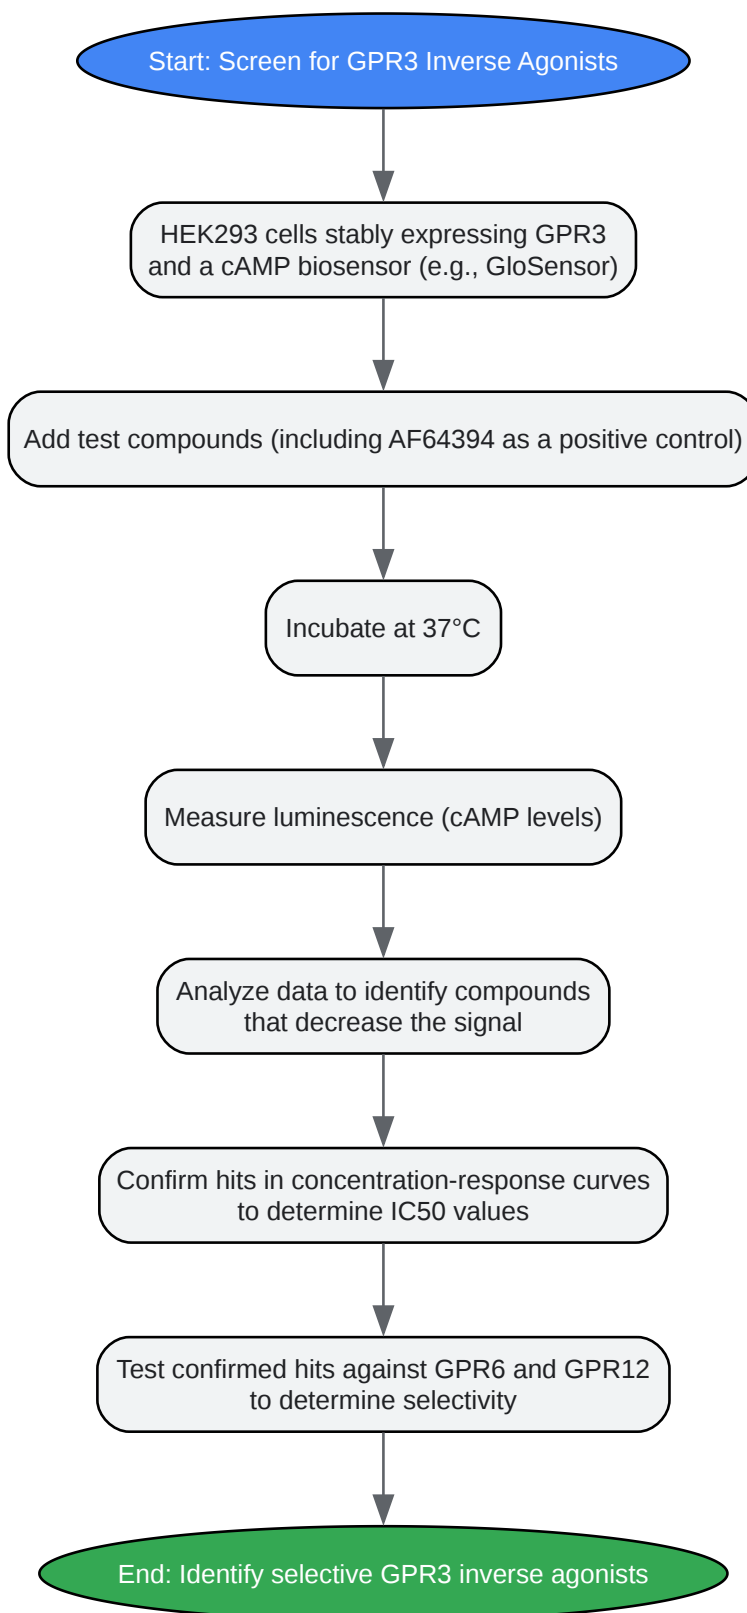 Start: Screen for GPR3 Inverse Agonists
HEK293 cells stably expressing GPR3
and a cAMP biosensor (e.g., GloSensor)
Add test compounds (including AF64394 as a positive control)
Incubate at 37°C
Measure luminescence (cAMP levels)
Analyze data to identify compounds
that decrease the signal
Confirm hits in concentration-response curves
to determine IC50 values
Test confirmed hits against GPR6 and GPR12
to determine selectivity
End: Identify selective GPR3 inverse agonists